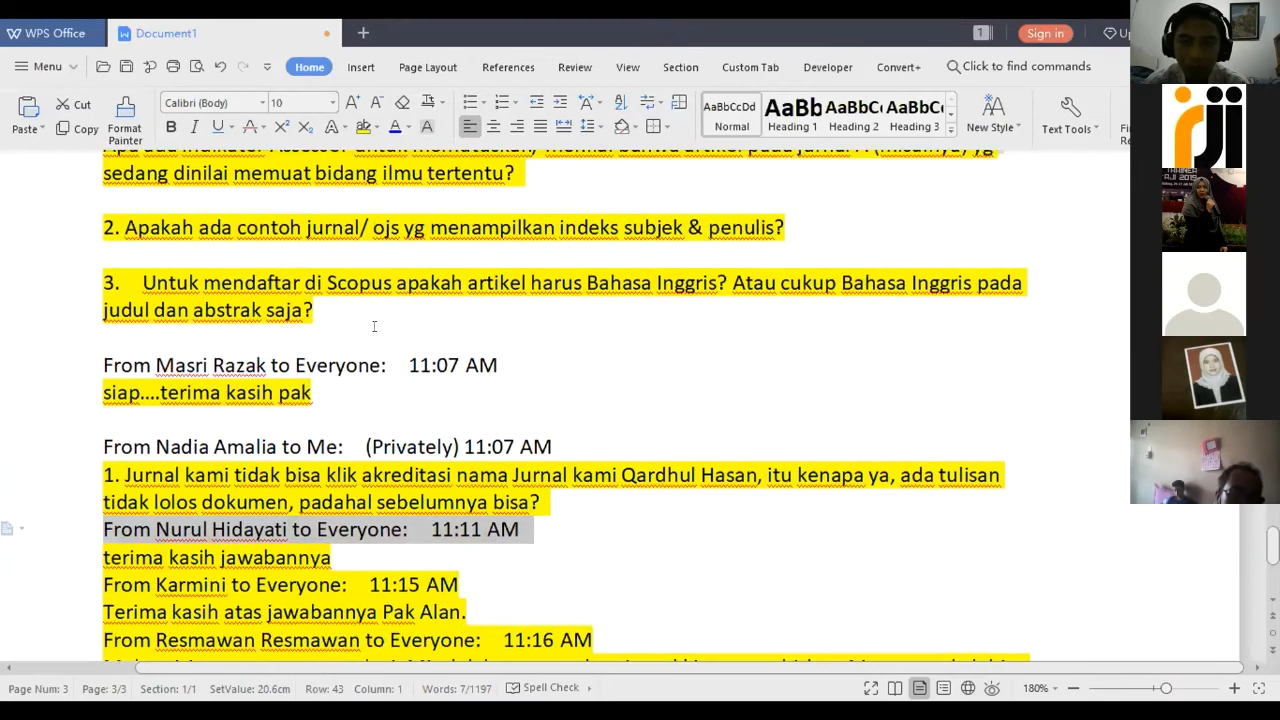 WPS Office
Document1
1
Sign in
Up
Menu
Home
Insert
Page Layout
References
Review
View
Section
Custom Tab
Developer
Convert+
Click to find commands
Paste
Cut
Copy
Format
Painter
Calibri (Body)
10
AaBbCcDd
Normal
AaBb
Heading 1
AaBbC
Heading 2
AaBbC
Heading 3
New Style
Text Tools
sedang dinilai memuat bidang ilmu tertentu?
2. Apakah ada contoh jurnal/ ojs yg menampilkan indeks subjek & penulis?
3. Untuk mendaftar di Scopus apakah artikel harus Bahasa Inggris? Atau cukup Bahasa Inggris pada
judul dan abstrak saja?
From Masri Razak to Everyone: 11:07 AM
siap....terima kasih pak
From Nadia Amalia to Me: (Privately) 11:07 AM
1. Jurnal kami tidak bisa klik akreditasi nama Jurnal kami Qardhul Hasan, itu kenapa ya, ada tulisan
tidak lolos dokumen, padahal sebelumnya bisa?
From Nurul Hidayati to Everyone: 11:11 AM
terima kasih jawabannya
From Karmini to Everyone: 11:15 AM
Terima kasih atas jawabannya Pak Alan.
From Resmawan Resmawan to Everyone: 11:16 AM
Page Num: 3
Page: 3/3
Section: 1/1
SetValue: 20.6cm
Row: 43
Column: 1
Words: 7/1197
Spell Check
180%
rji